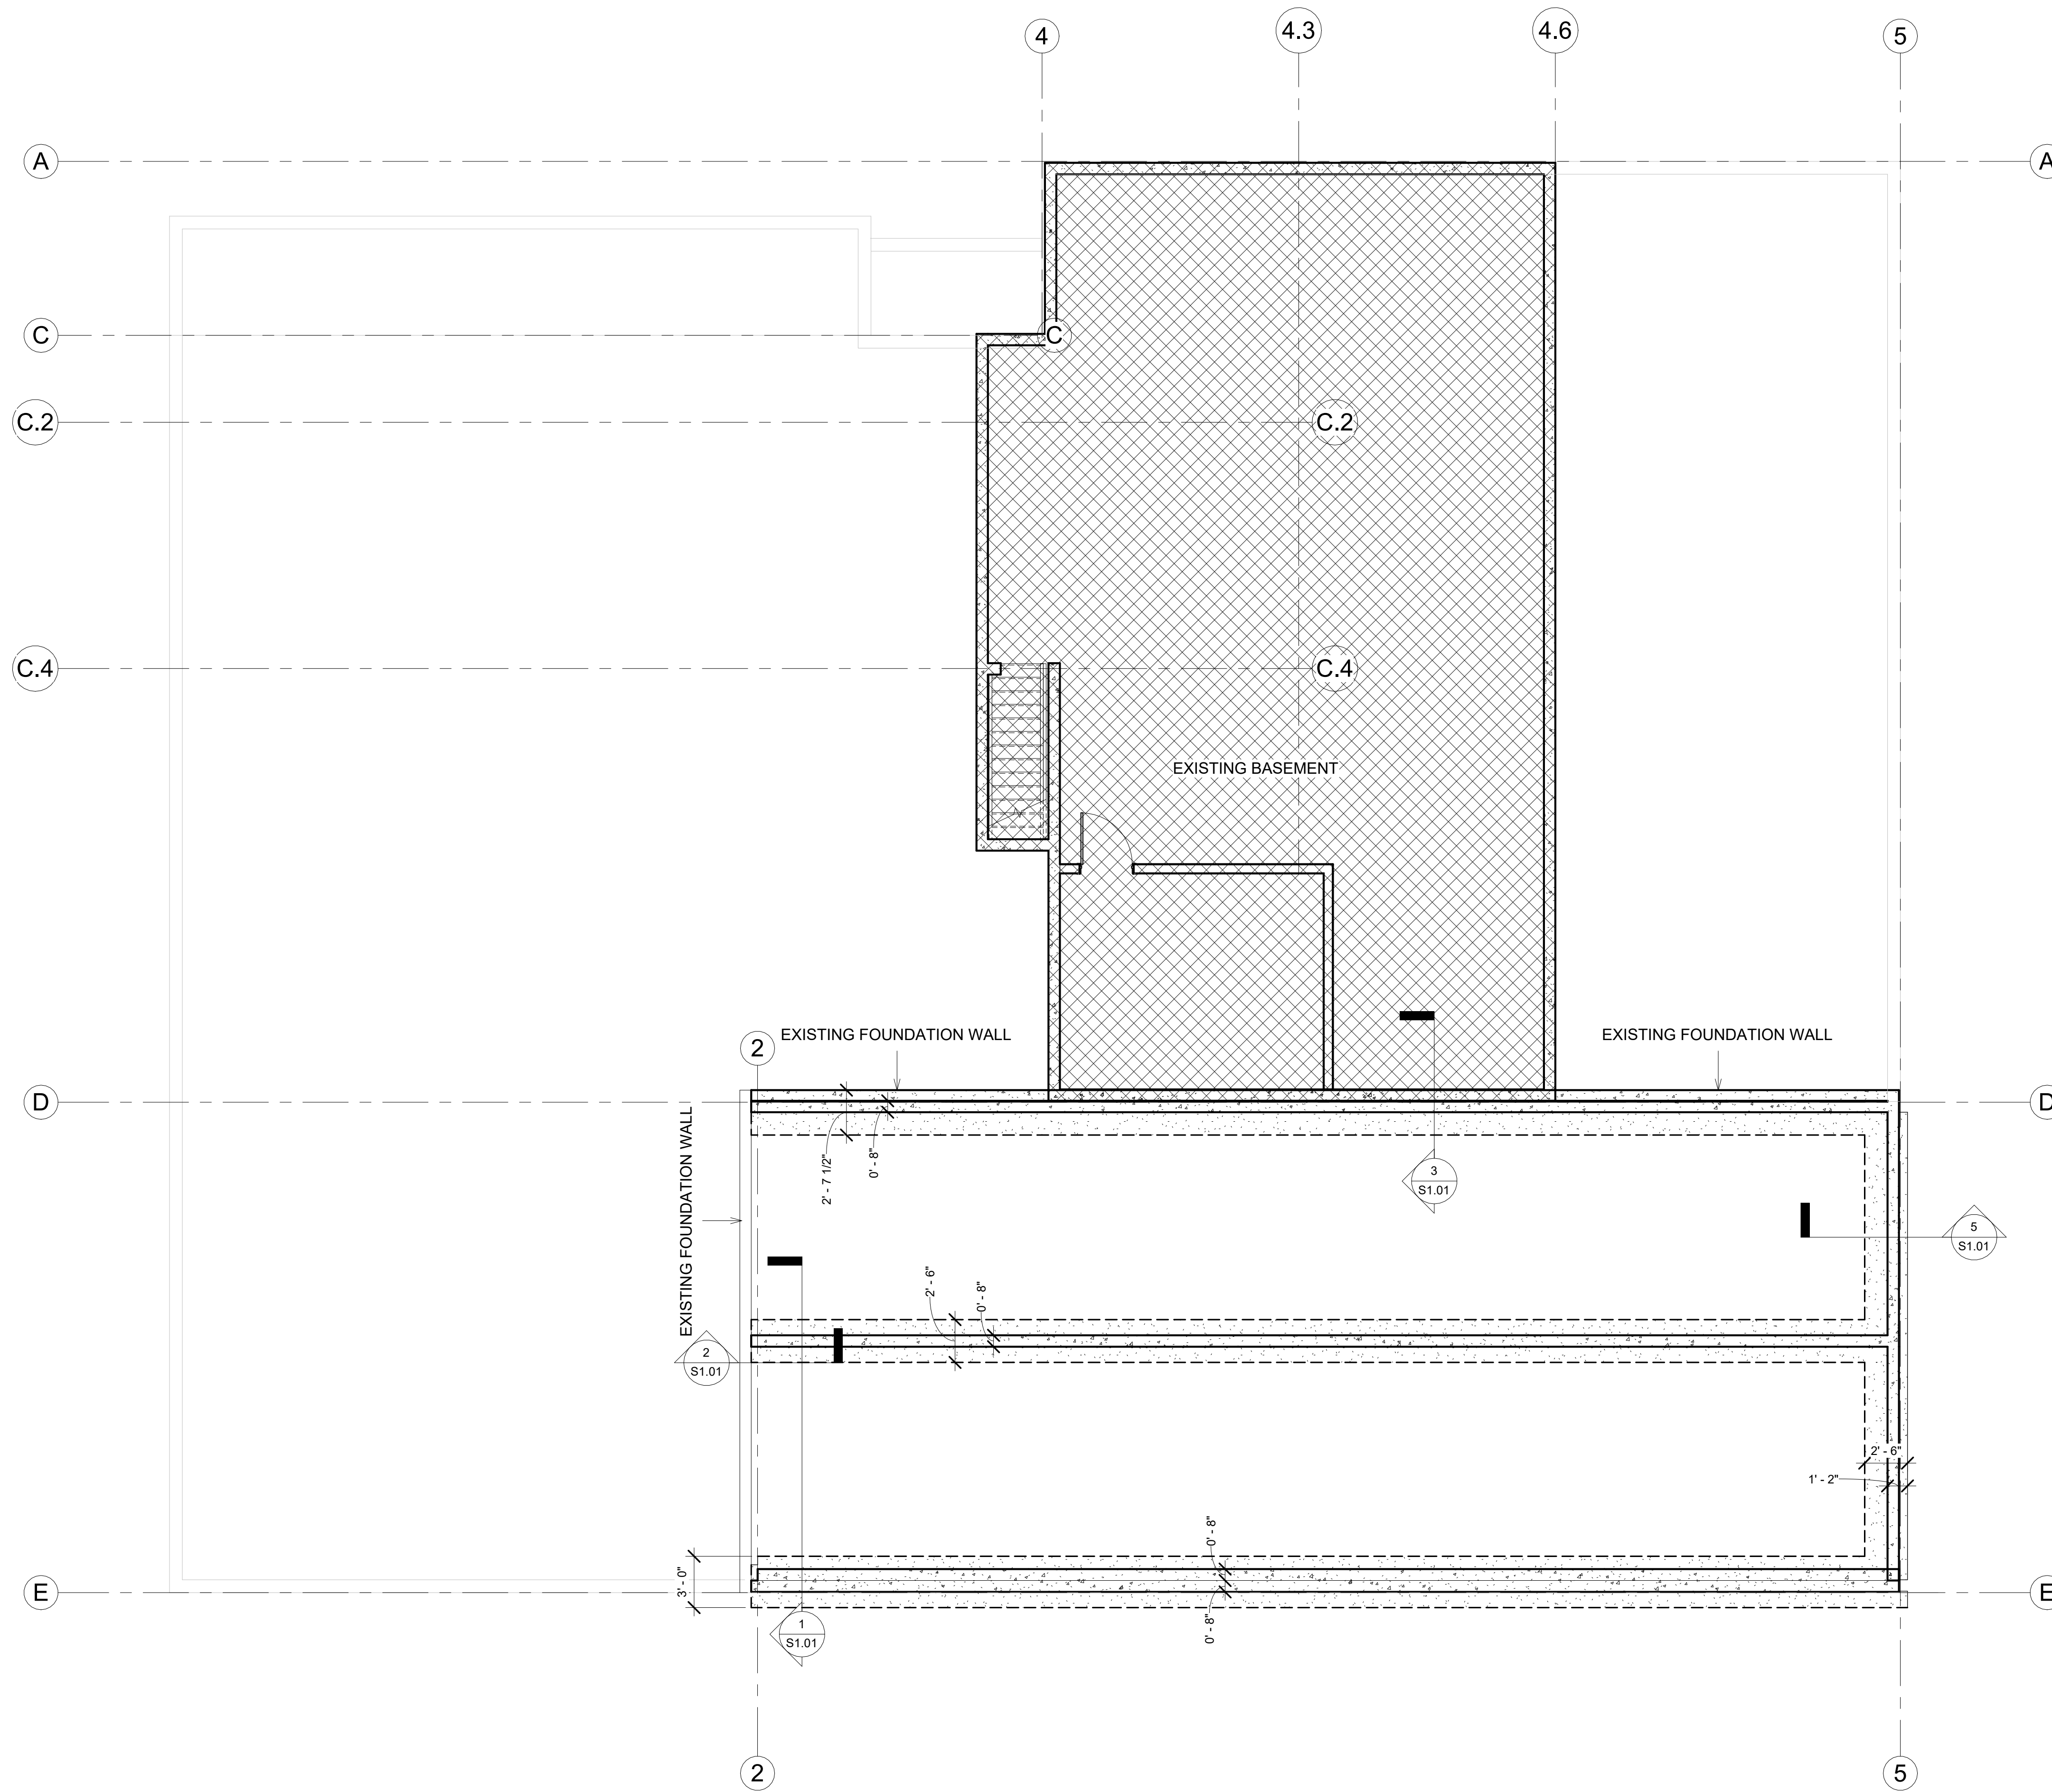 4
4.3
4.6
5
A
A
C
C
C.2
C.2
C.4
C.4
EXISTING BASEMENT
EXISTING FOUNDATION WALL
EXISTING FOUNDATION WALL
2
D
D
EXISTING FOUNDATION WALL
2' - 7 1/2"
0' - 8"
3
S1.01
5
S1.01
2' - 6"
0' - 8"
2
S1.01
2' - 6"
1' - 2"
0' - 8"
3' - 0"
E
E
0' - 8"
1
S1.01
2
5